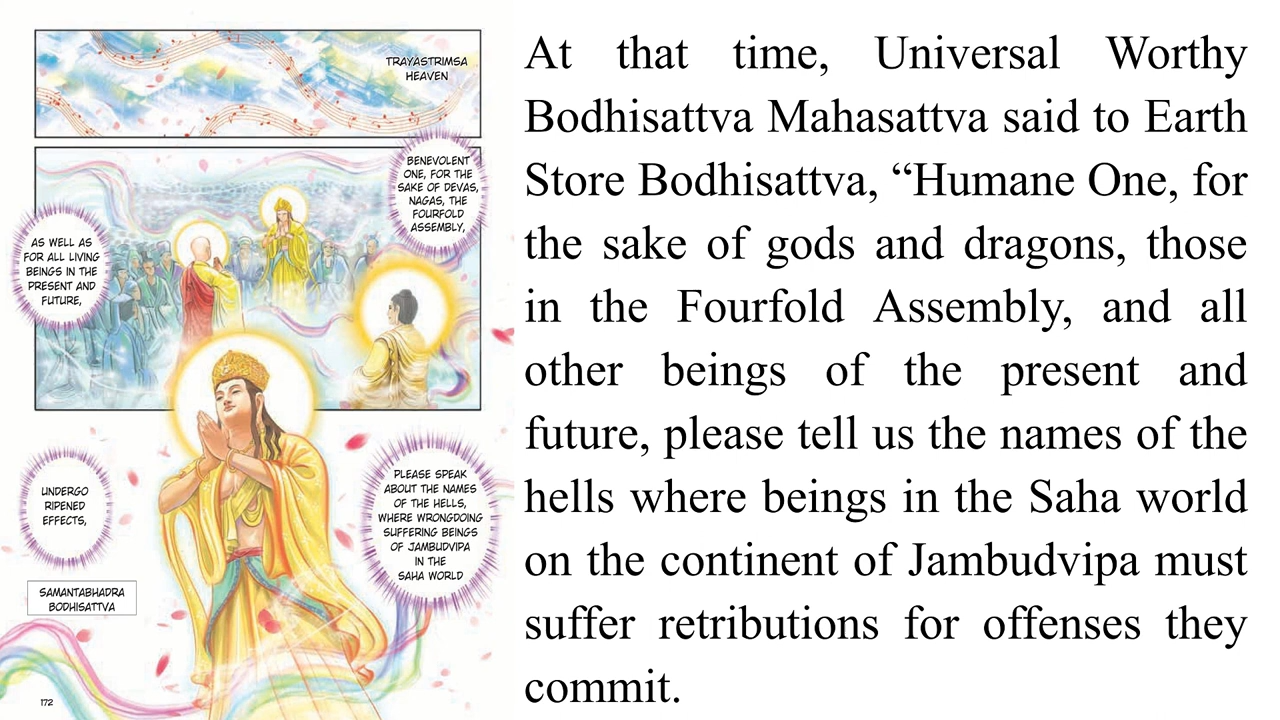 TRAYASTRIMSA
HEAVEN
BENEVOLENT
ONE, FOR THE
SAKE OF DEVAS,
NAGAS, THE
FOURFOLD
ASSEMBLY,
AS WELL AS
FOR ALL LIVING
BEINGS IN THE
PRESENT AND
FUTURE,
PLEASE SPEAK
ABOUT THE NAMES
OF THE HELLS,
WHERE WRONGDOING
SUFFERING BEINGS
OF JAMBUDVIPA
IN THE
SAHA WORLD
UNDERGO
RIPENED
EFFECTS,
SAMANTABHADRA
BODHISATTVA
172
At that time, Universal Worthy
Bodhisattva Mahasattva said to Earth
Store Bodhisattva, “Humane One, for
the sake of gods and dragons, those
in the Fourfold Assembly, and all
other beings of the present and
future, please tell us the names of the
hells where beings in the Saha world
on the continent of Jambudvipa must
suffer retributions for offenses they
commit.